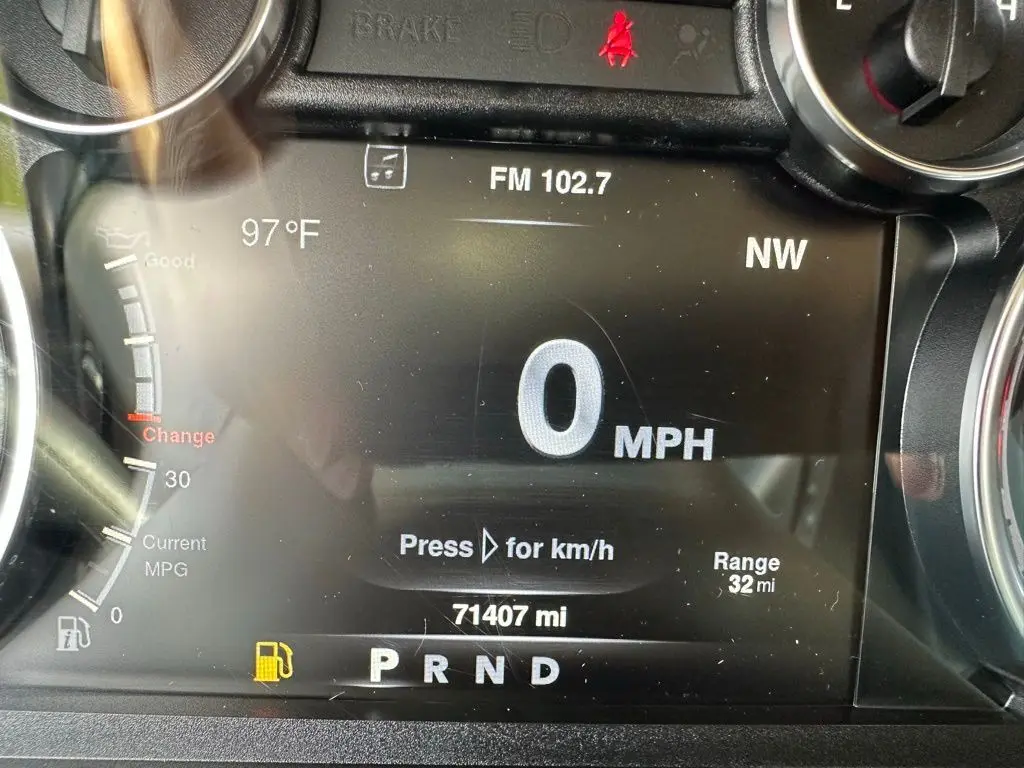 BRAKE
H
FM 102.7
97°F
NW
Good
0 MPH
Change
30
Press ▷ for km/h
Current
MPG
Range
32 mi
0
71407 mi
P R N D